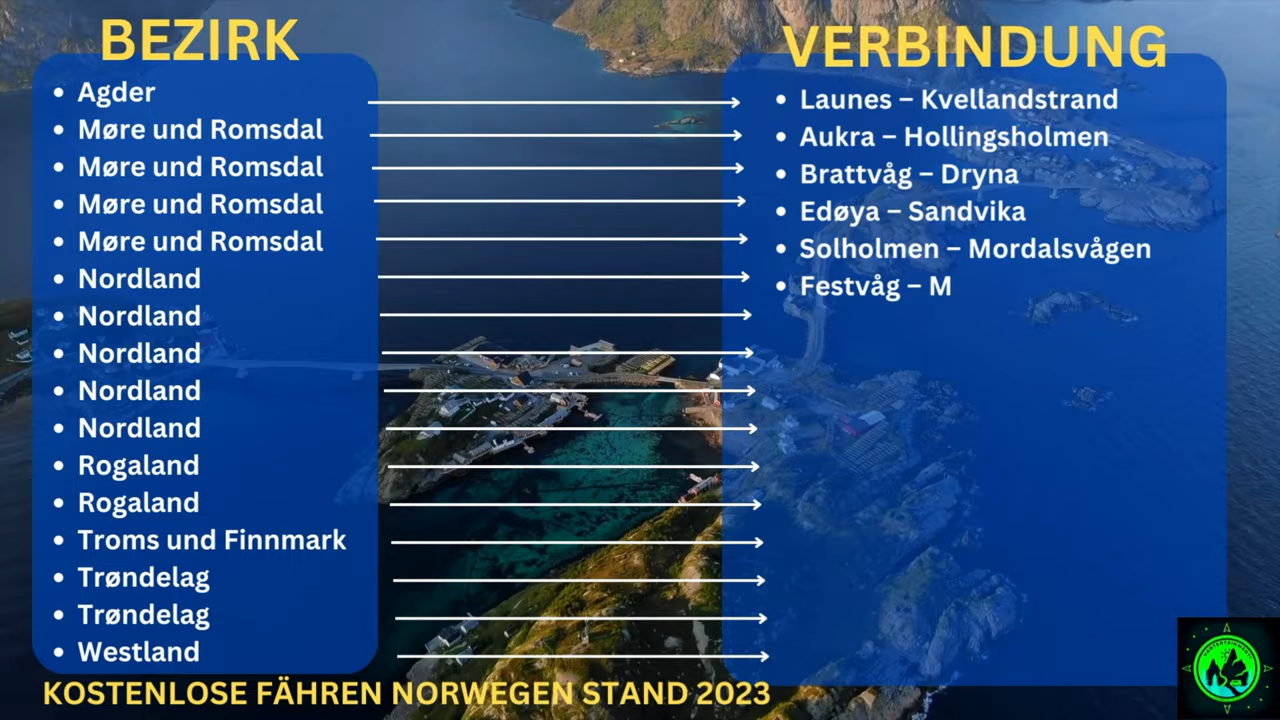 BEZIRK
• Agder
• Møre und Romsdal
• Møre und Romsdal
• Møre und Romsdal
• Møre und Romsdal
• Nordland
• Nordland
• Nordland
• Nordland
• Nordland
• Rogaland
• Rogaland
• Troms und Finnmark
• Trøndelag
• Trøndelag
• Westland
VERBINDUNG
• Launes – Kvellandstrand
• Aukra – Hollingsholmen
• Brattvåg – Dryna
• Edøya – Sandvika
• Solholmen – Mordalsvågen
• Festvåg – M
KOSTENLOSE FÄHREN NORWEGEN STAND 2023